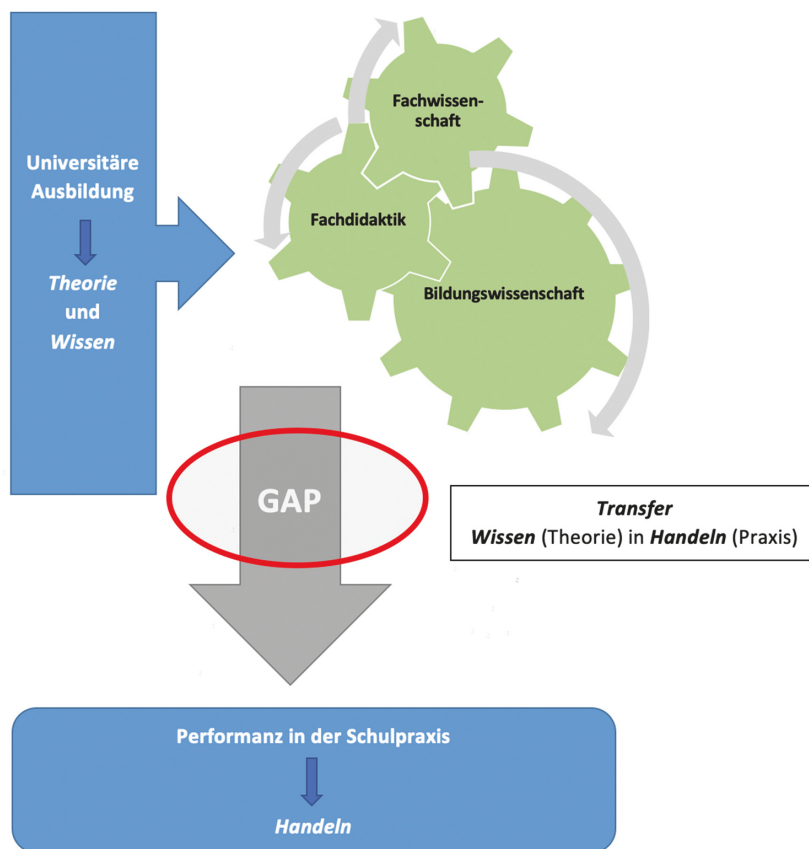 Universitäre
Ausbildung
Theorie
und
Wissen
Fachwissen-
schaft
Fachdidaktik
Bildungswissenschaft
GAP
Transfer
Wissen (Theorie) in Handeln (Praxis)
Performanz in der Schulpraxis
Handeln